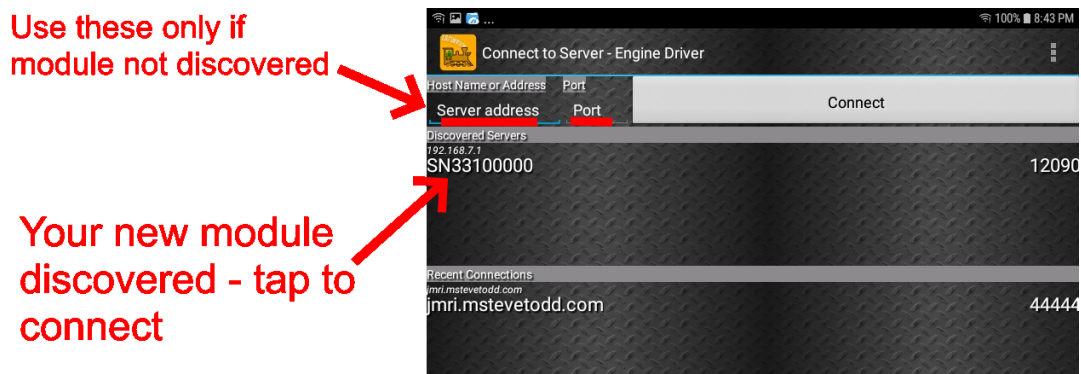 Use these only if
module not discovered
Your new module
discovered - tap to
connect
... 100% 8:43 PM
Connect to Server - Engine Driver
Host Name or Address Port
Server address Port Connect
Discovered Servers
192.168.7.1
SN33100000 12090
Recent Connections
jmri.mstevetodd.com
jmri.mstevetodd.com 44444